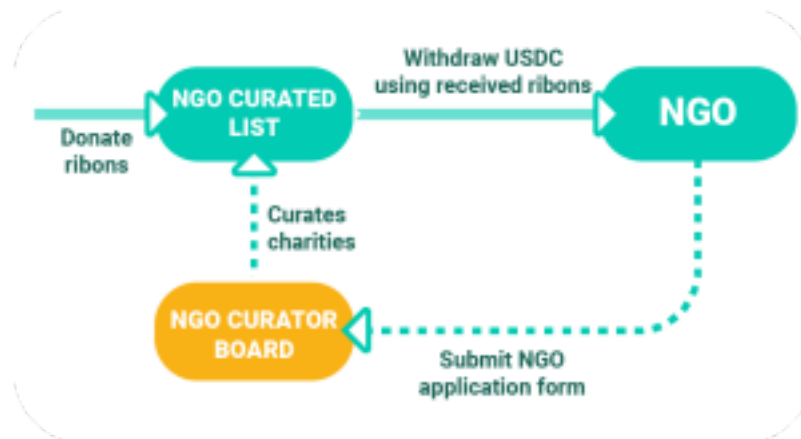 Withdraw USDC
using received ribons
NGO CURATED
LIST
NGO
Donate
ribons
Curates
charities
NGO CURATOR
BOARD
Submit NGO
application form